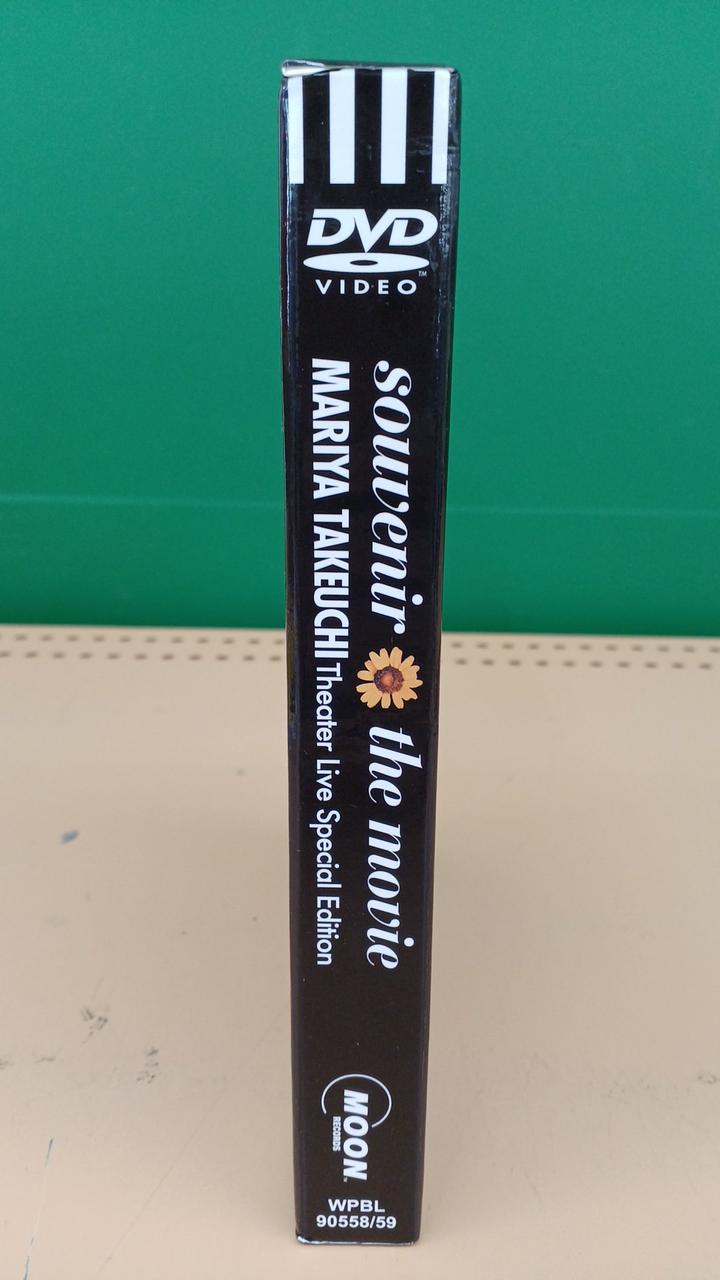 DVD
VIDEO
souvenir the movie
MARIYA TAKEUCHI Theater Live Special Edition
MOON
RECORDS
WPBL
90558/59